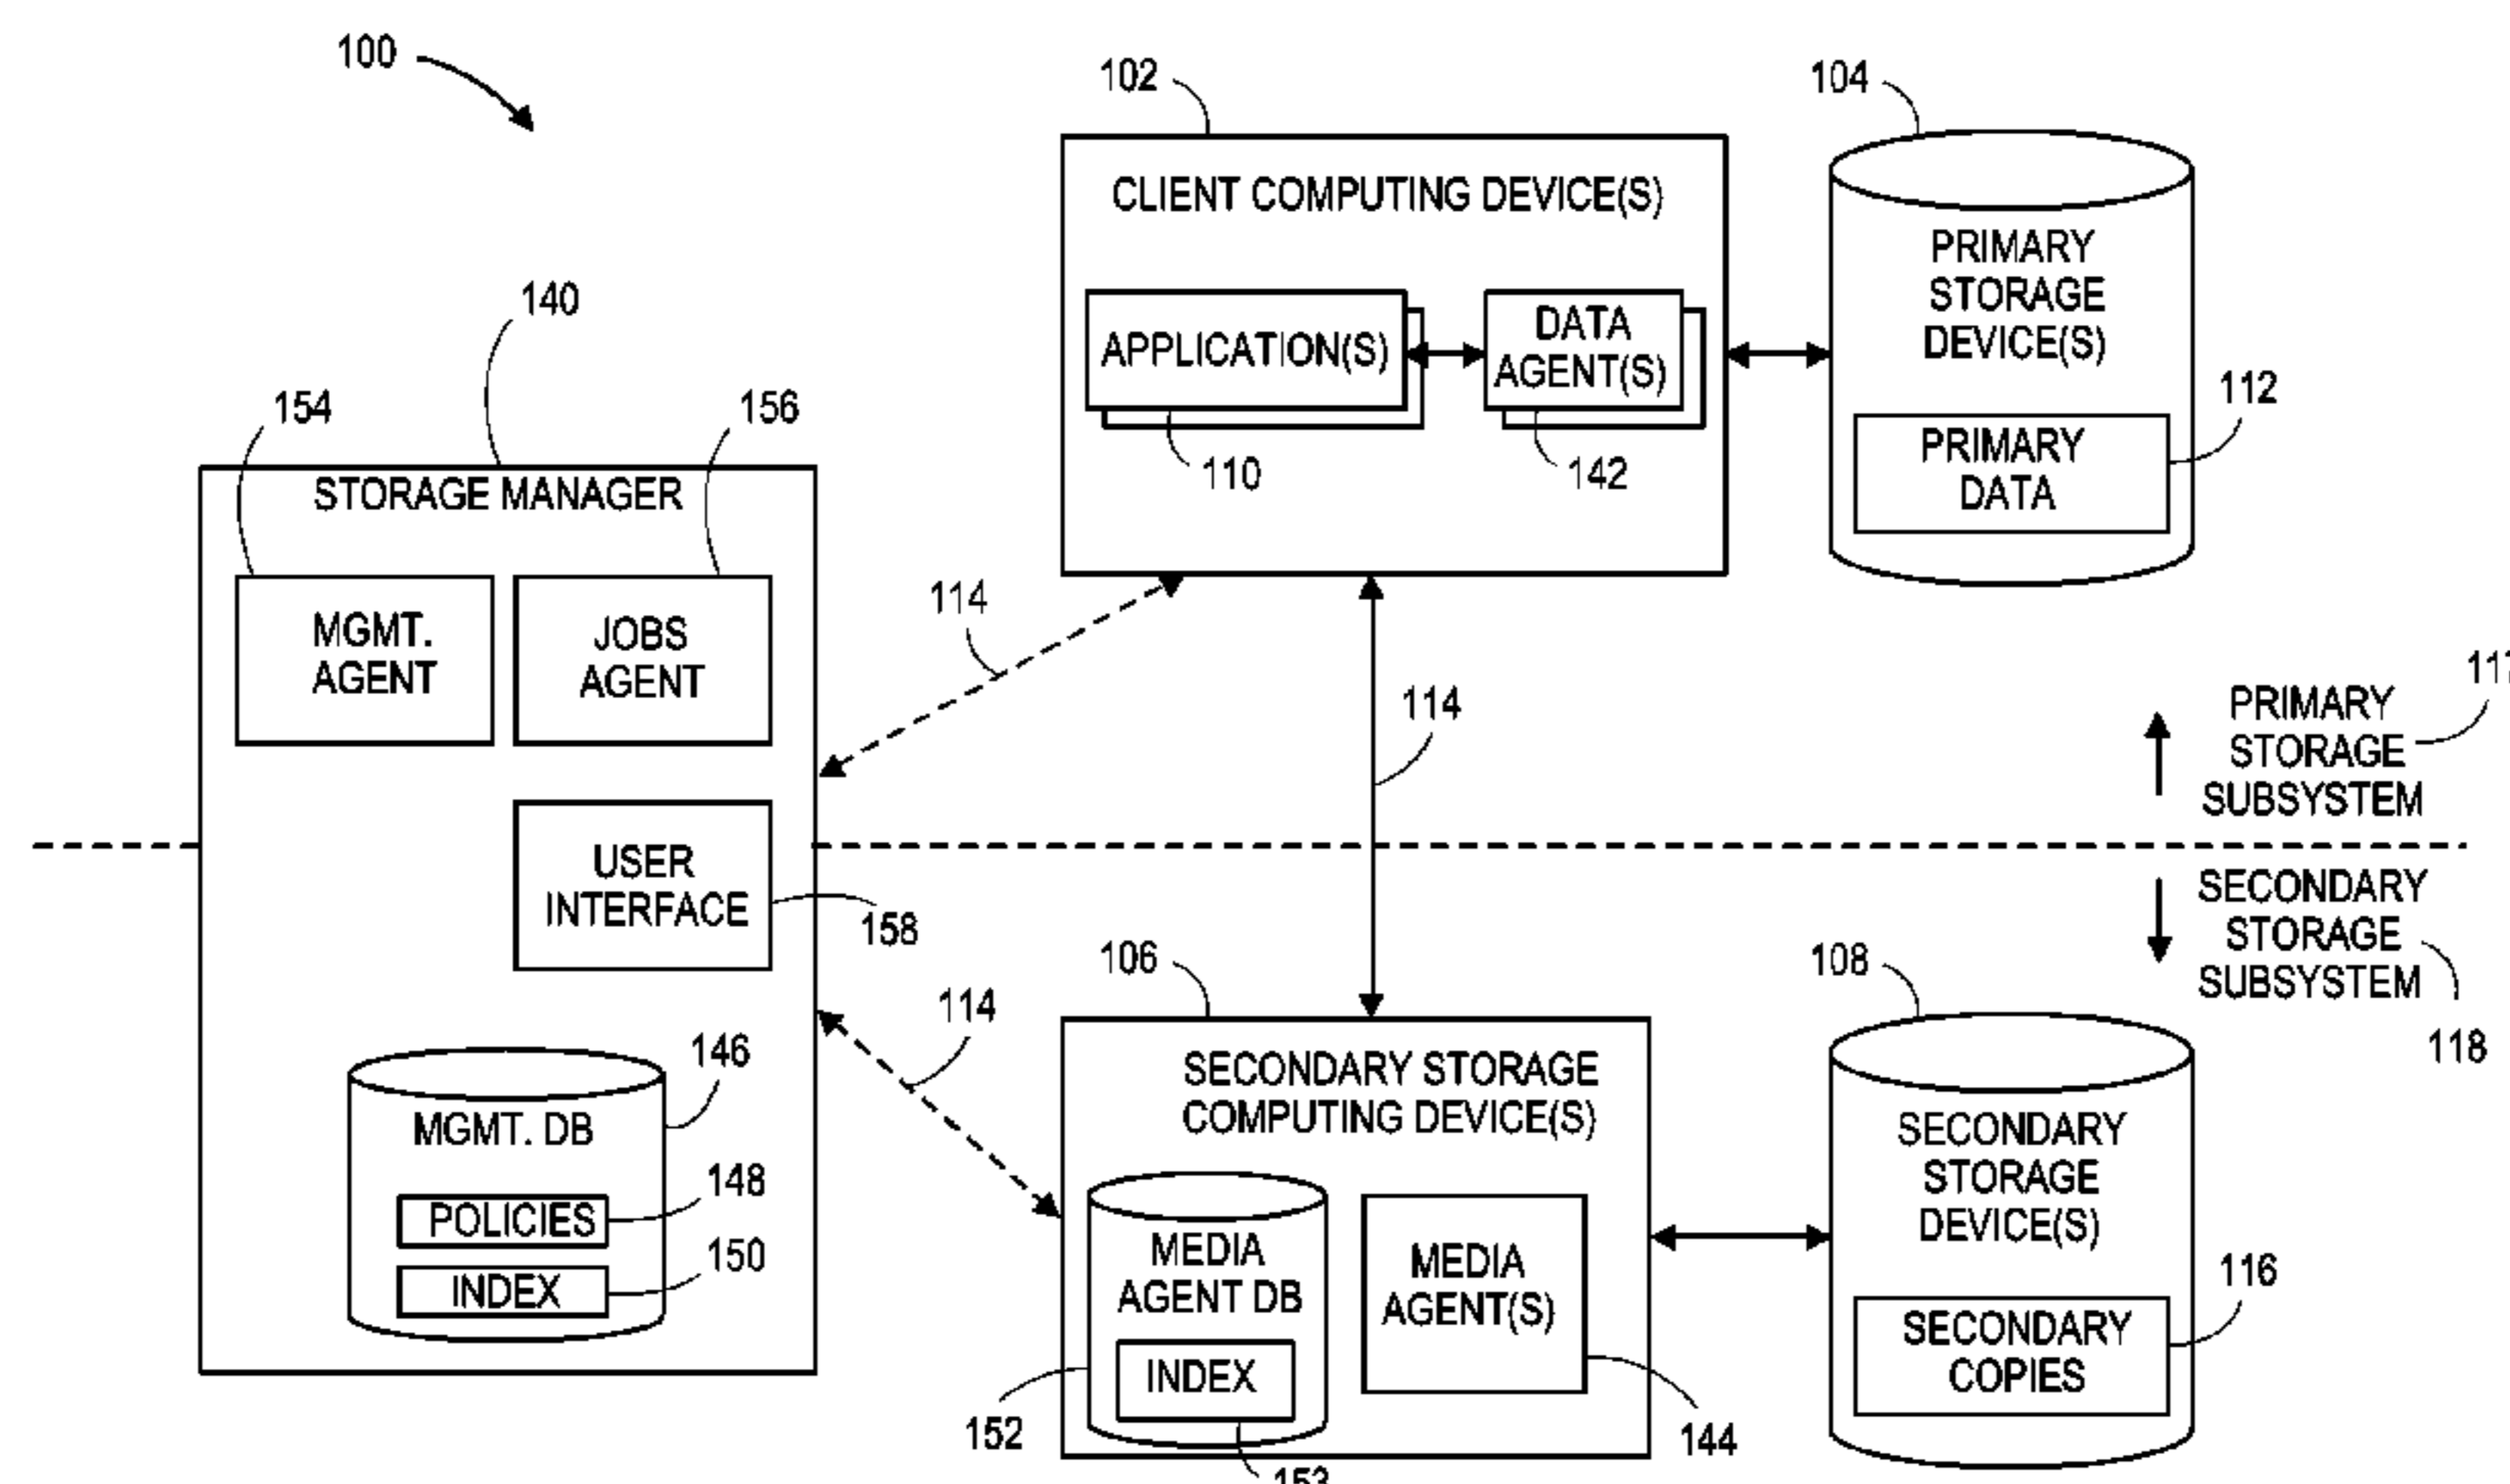 100
102
104
CLIENT COMPUTING DEVICE(S)
APPLICATION(S)
DATA
AGENT(S)
110
142
PRIMARY
STORAGE
DEVICE(S)
PRIMARY
DATA
112
140
154
156
STORAGE MANAGER
MGMT.
AGENT
JOBS
AGENT
USER
INTERFACE
158
114
114
114
PRIMARY
STORAGE
SUBSYSTEM
SECONDARY
STORAGE
SUBSYSTEM
118
146
MGMT. DB
POLICIES
148
INDEX
150
106
SECONDARY STORAGE
COMPUTING DEVICE(S)
MEDIA
AGENT DB
INDEX
152
153
MEDIA
AGENT(S)
144
108
SECONDARY
STORAGE
DEVICE(S)
SECONDARY
COPIES
116